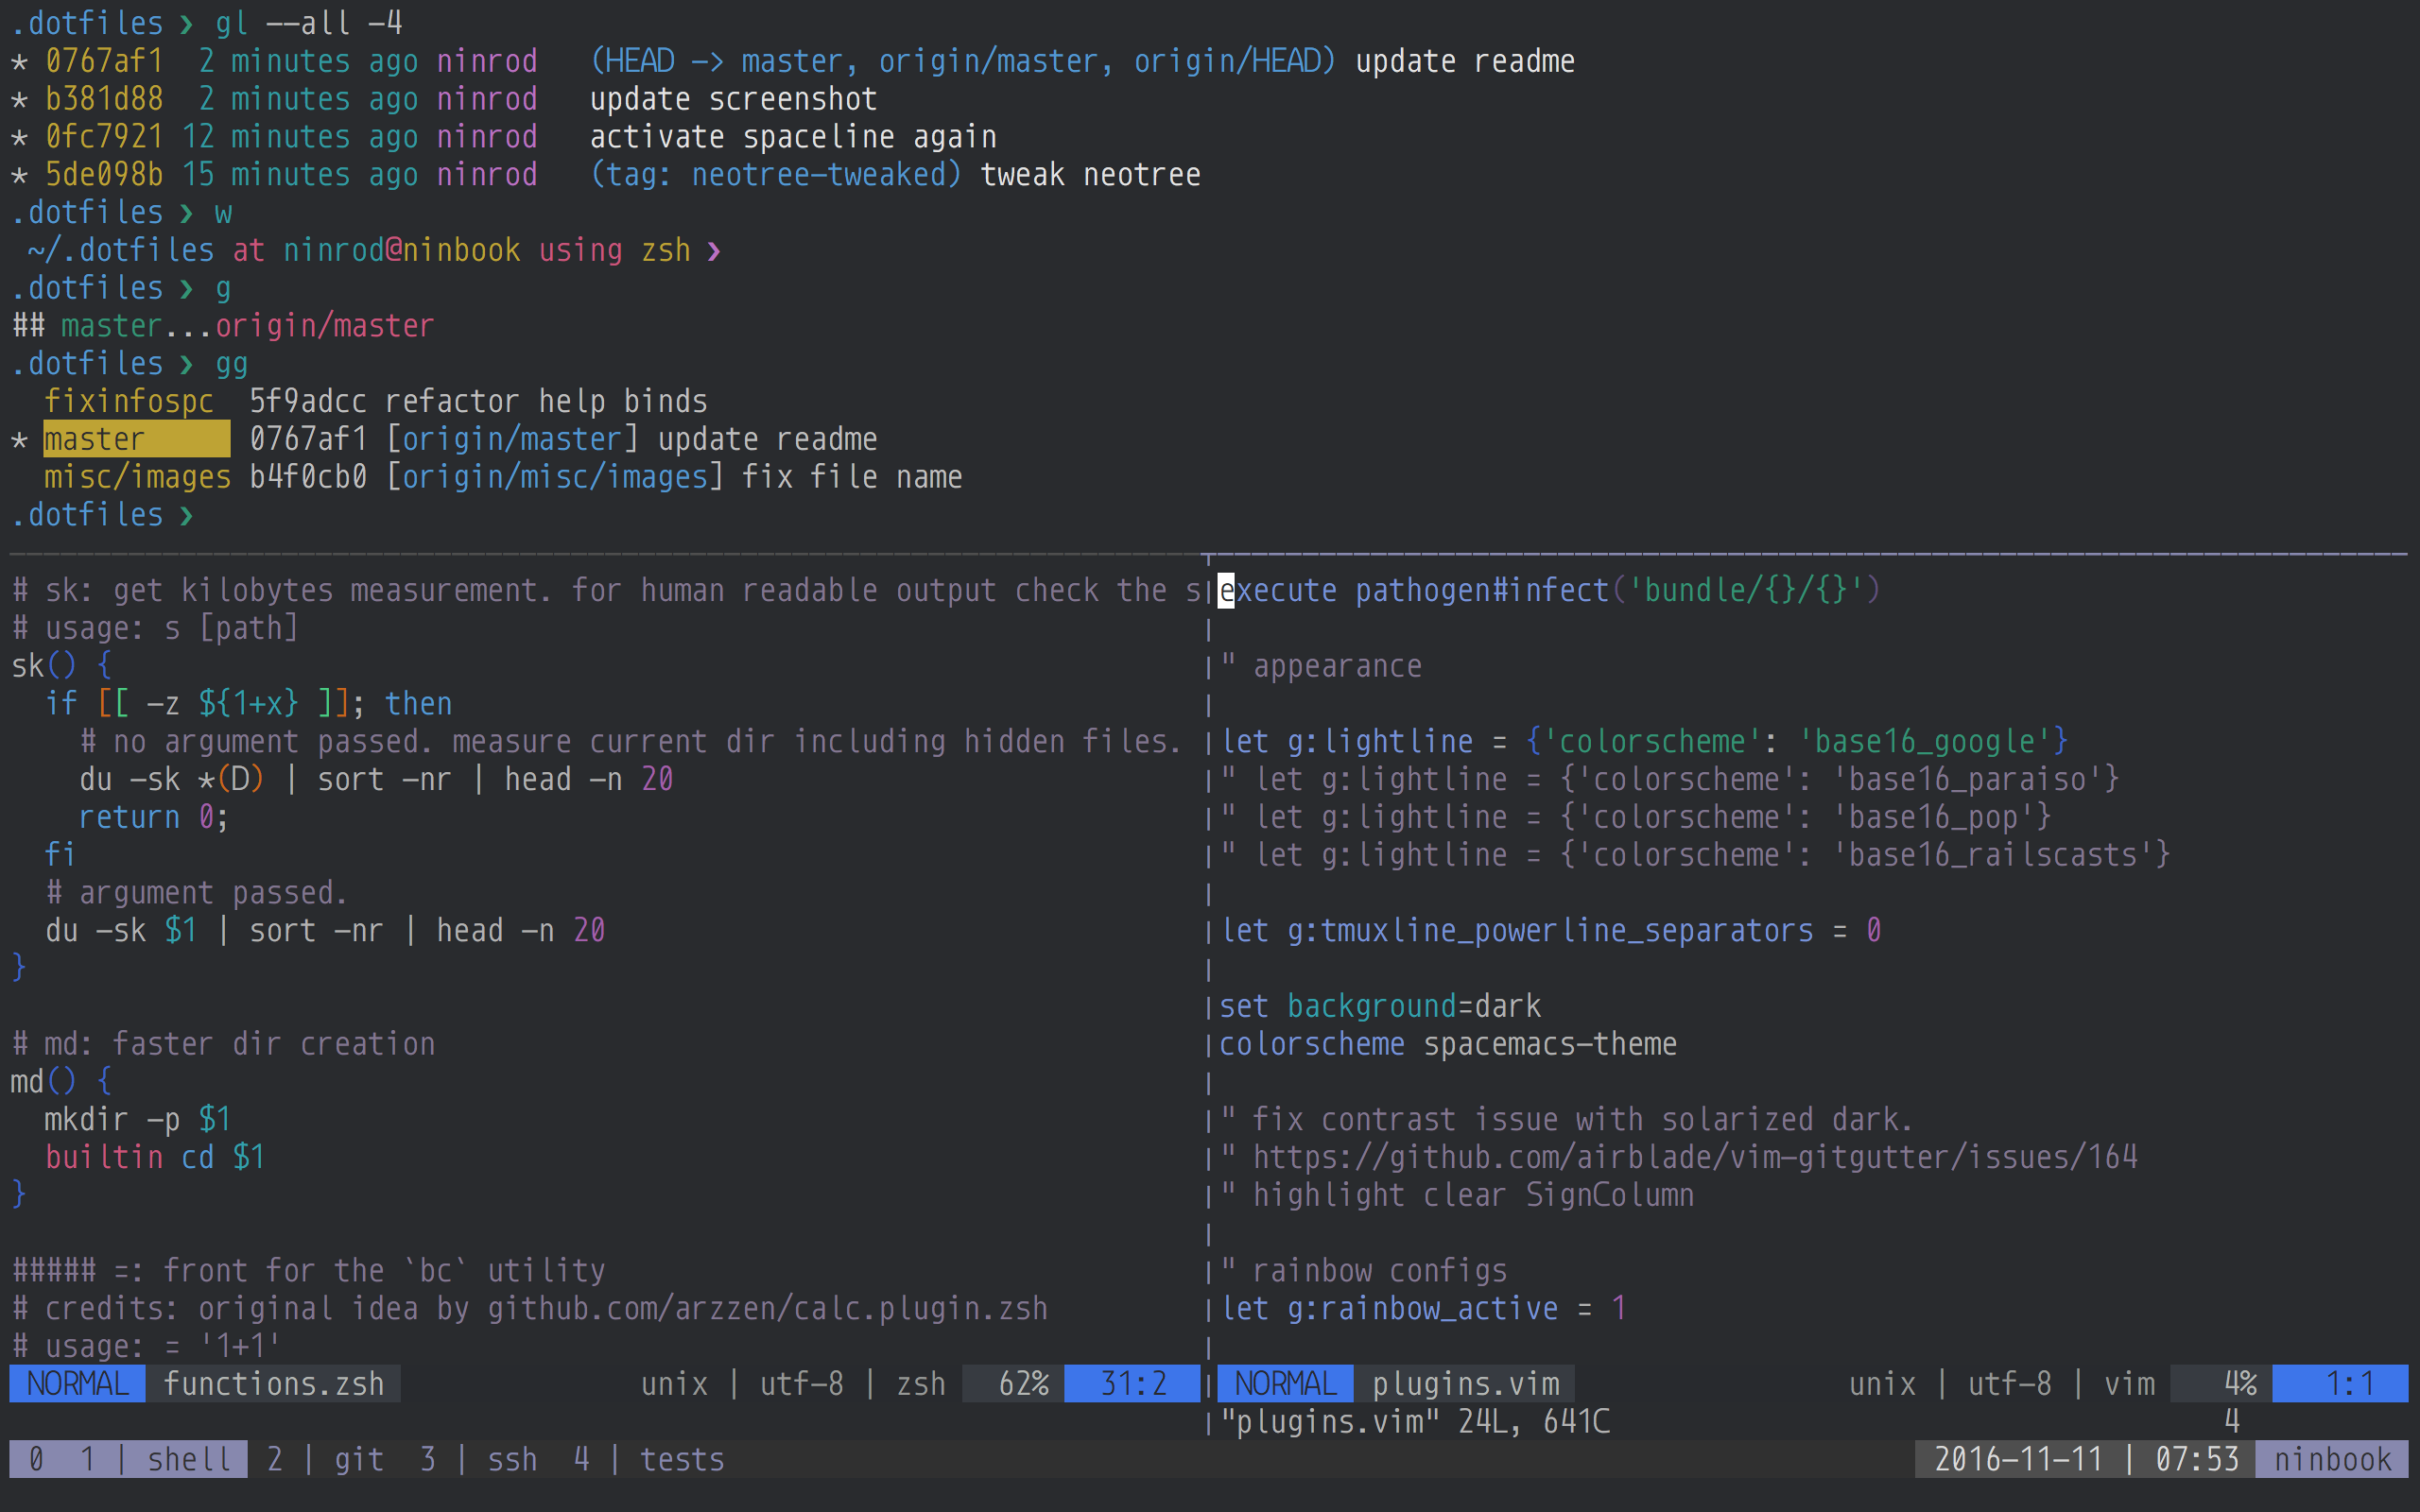 .dotfiles ❯ gl --all -4
* 0767af1  2 minutes ago ninrod   (HEAD -> master, origin/master, origin/HEAD) update readme
* b381d88  2 minutes ago ninrod   update screenshot
* 0fc7921 12 minutes ago ninrod   activate spaceline again
* 5de098b 15 minutes ago ninrod   (tag: neotree-tweaked) tweak neotree
.dotfiles ❯ w
 ~/.dotfiles at ninrod@ninbook using zsh ❯
.dotfiles ❯ g
## master...origin/master
.dotfiles ❯ gg
  fixinfospc  5f9adcc refactor help binds
* master      0767af1 [origin/master] update readme
  misc/images b4f0cb0 [origin/misc/images] fix file name
.dotfiles ❯
# sk: get kilobytes measurement. for human readable output check the s
# usage: s [path]
sk() {
  if [[ -z ${1+x} ]]; then
    # no argument passed. measure current dir including hidden files.
    du -sk *(D) | sort -nr | head -n 20
    return 0;
  fi
  # argument passed.
  du -sk $1 | sort -nr | head -n 20
}
# md: faster dir creation
md() {
  mkdir -p $1
  builtin cd $1
}
##### =: front for the `bc` utility
# credits: original idea by github.com/arzzen/calc.plugin.zsh
# usage: = '1+1'
NORMAL functions.zsh unix | utf-8 | zsh 62% 31:2
execute pathogen#infect('bundle/{}/{}')
" appearance
let g:lightline = {'colorscheme': 'base16_google'}
" let g:lightline = {'colorscheme': 'base16_paraiso'}
" let g:lightline = {'colorscheme': 'base16_pop'}
" let g:lightline = {'colorscheme': 'base16_railscasts'}
let g:tmuxline_powerline_separators = 0
set background=dark
colorscheme spacemacs-theme
" fix contrast issue with solarized dark.
" https://github.com/airblade/vim-gitgutter/issues/164
" highlight clear SignColumn
" rainbow configs
let g:rainbow_active = 1
NORMAL plugins.vim unix | utf-8 | vim 4% 1:1
"plugins.vim" 24L, 641C 4
0  1 | shell  2 | git  3 | ssh  4 | tests 2016-11-11 | 07:53 ninbook